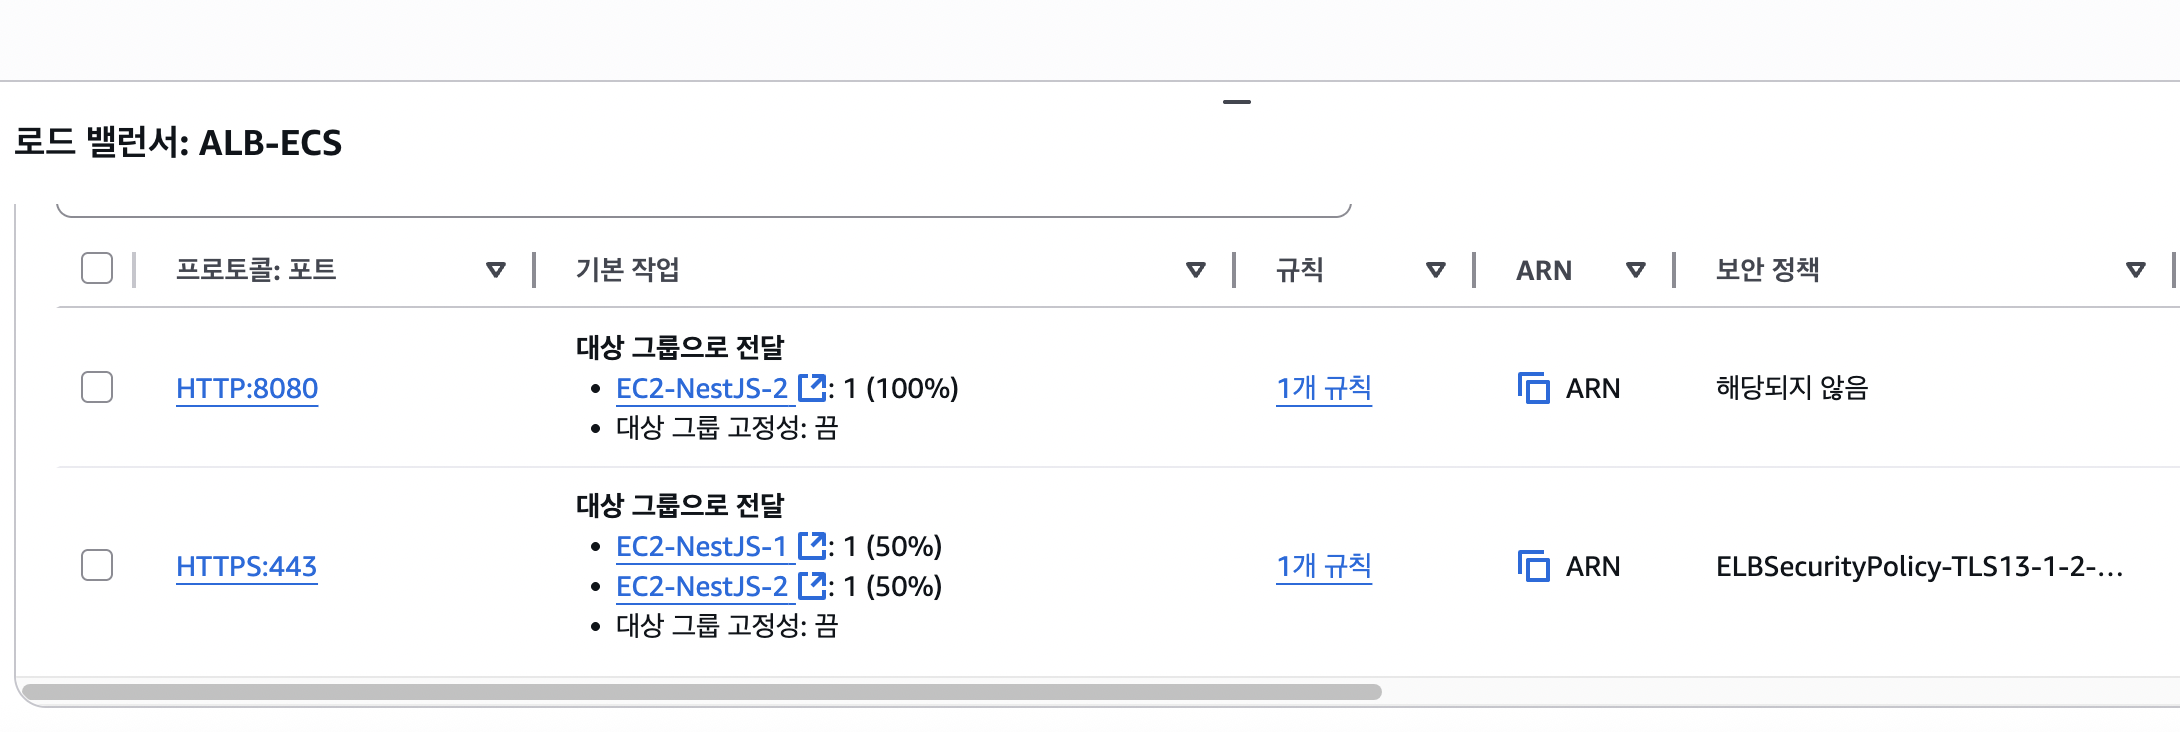 로드 밸런서: ALB-ECS
프로토콜: 포트 기본 작업 규칙 ARN 보안 정책
대상 그룹으로 전달
HTTP:8080 EC2-NestJS-2 : 1 (100%) 1개 규칙 ARN 해당되지 않음
대상 그룹 고정성: 끔
대상 그룹으로 전달
EC2-NestJS-1 : 1 (50%)
HTTPS:443 1개 규칙 ARN ELBSecurityPolicy-TLS13-1-2-...
EC2-NestJS-2 : 1 (50%)
대상 그룹 고정성: 끔